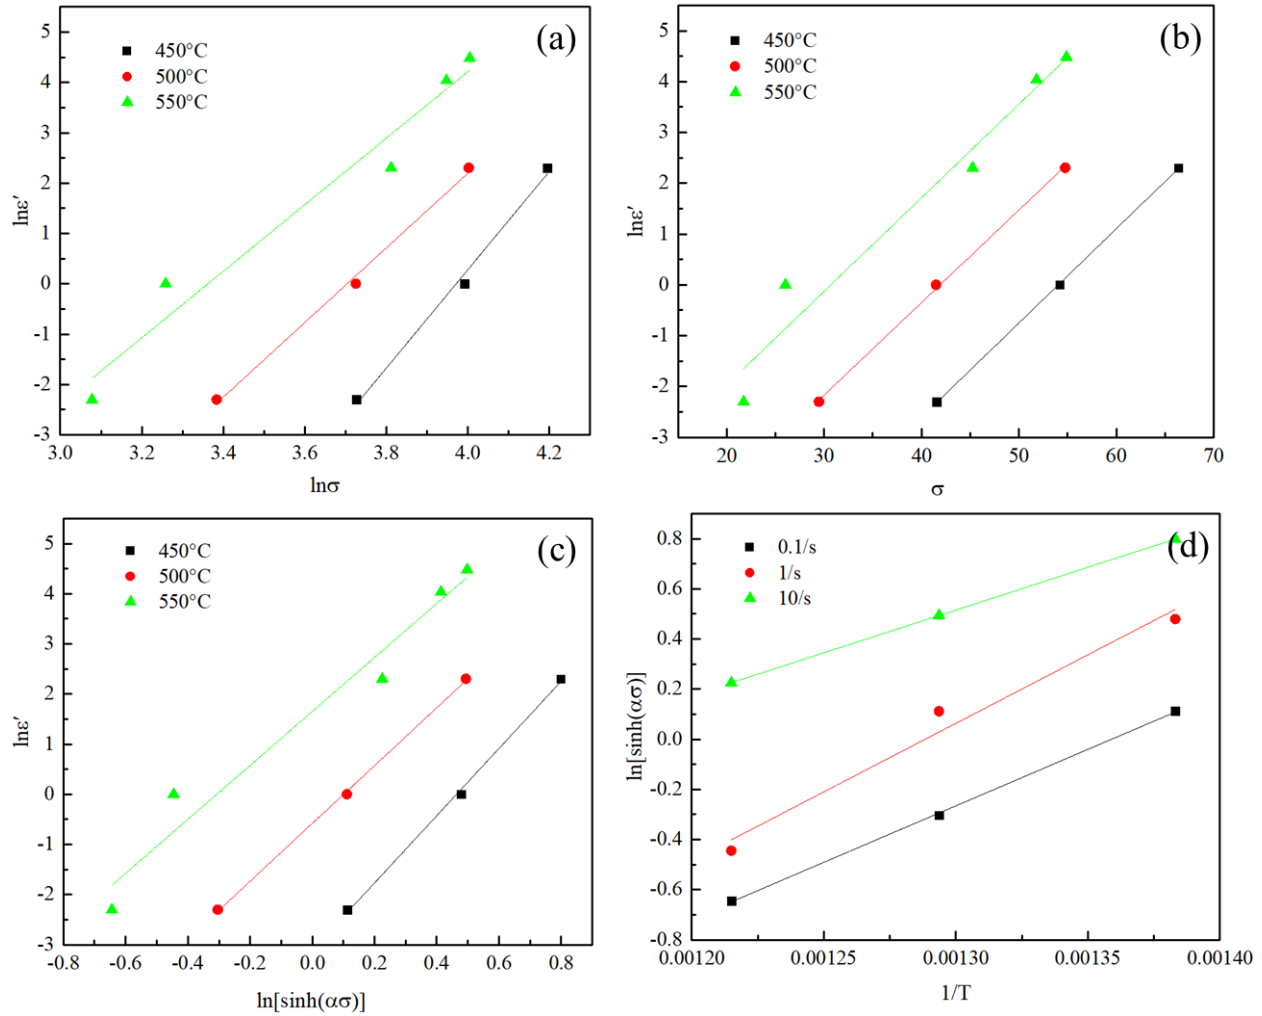 (a)
450°C
500°C
550°C
5
4
3
2
1
0
-1
-2
-3
lnε′
3.0
3.2
3.4
3.6
3.8
4.0
4.2
lnσ
(b)
450°C
500°C
550°C
5
4
3
2
1
0
-1
-2
-3
lnε′
20
30
40
50
60
70
σ
(c)
450°C
500°C
550°C
5
4
3
2
1
0
-1
-2
-3
lnε′
-0.8
-0.6
-0.4
-0.2
0.0
0.2
0.4
0.6
0.8
ln[sinh(ασ)]
(d)
0.1/s
1/s
10/s
0.8
0.6
0.4
0.2
0.0
-0.2
-0.4
-0.6
-0.8
ln[sinh(ασ)]
0.00120
0.00125
0.00130
0.00135
0.00140
1/T